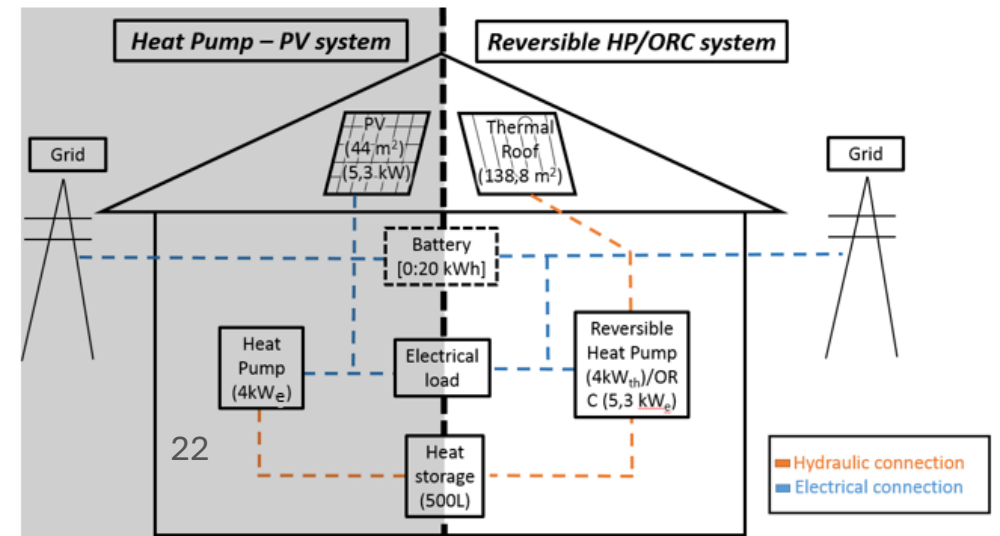 Heat Pump – PV system
Reversible HP/ORC system
Grid
PV
(44 m²)
(5,3 kW)
Thermal
Roof
(138,8 m²)
Grid
Battery
[0:20 kWh]
Heat
Pump
(4kWe)
Electrical
load
Reversible
Heat Pump
(4kWth)/OR
C (5,3 kWe)
22
Heat
storage
(500L)
Hydraulic connection
Electrical connection